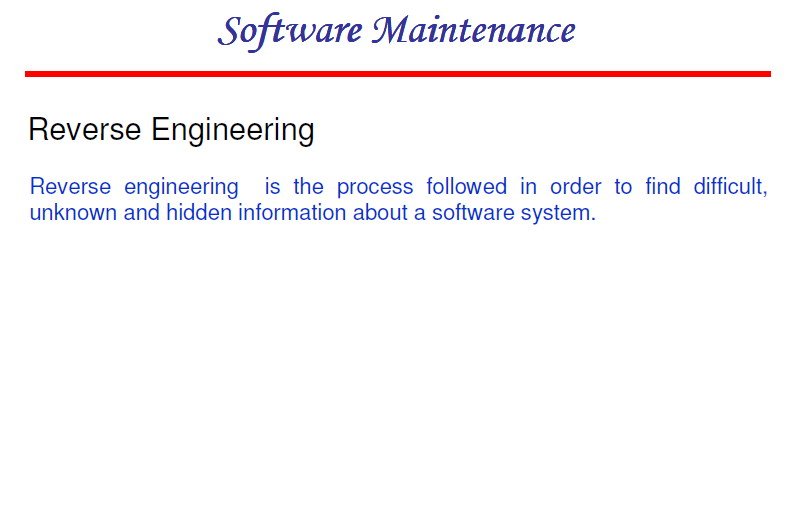 Software Maintenance
Reverse Engineering
Reverse engineering is the process followed in order to find difficult,
unknown and hidden information about a software system.